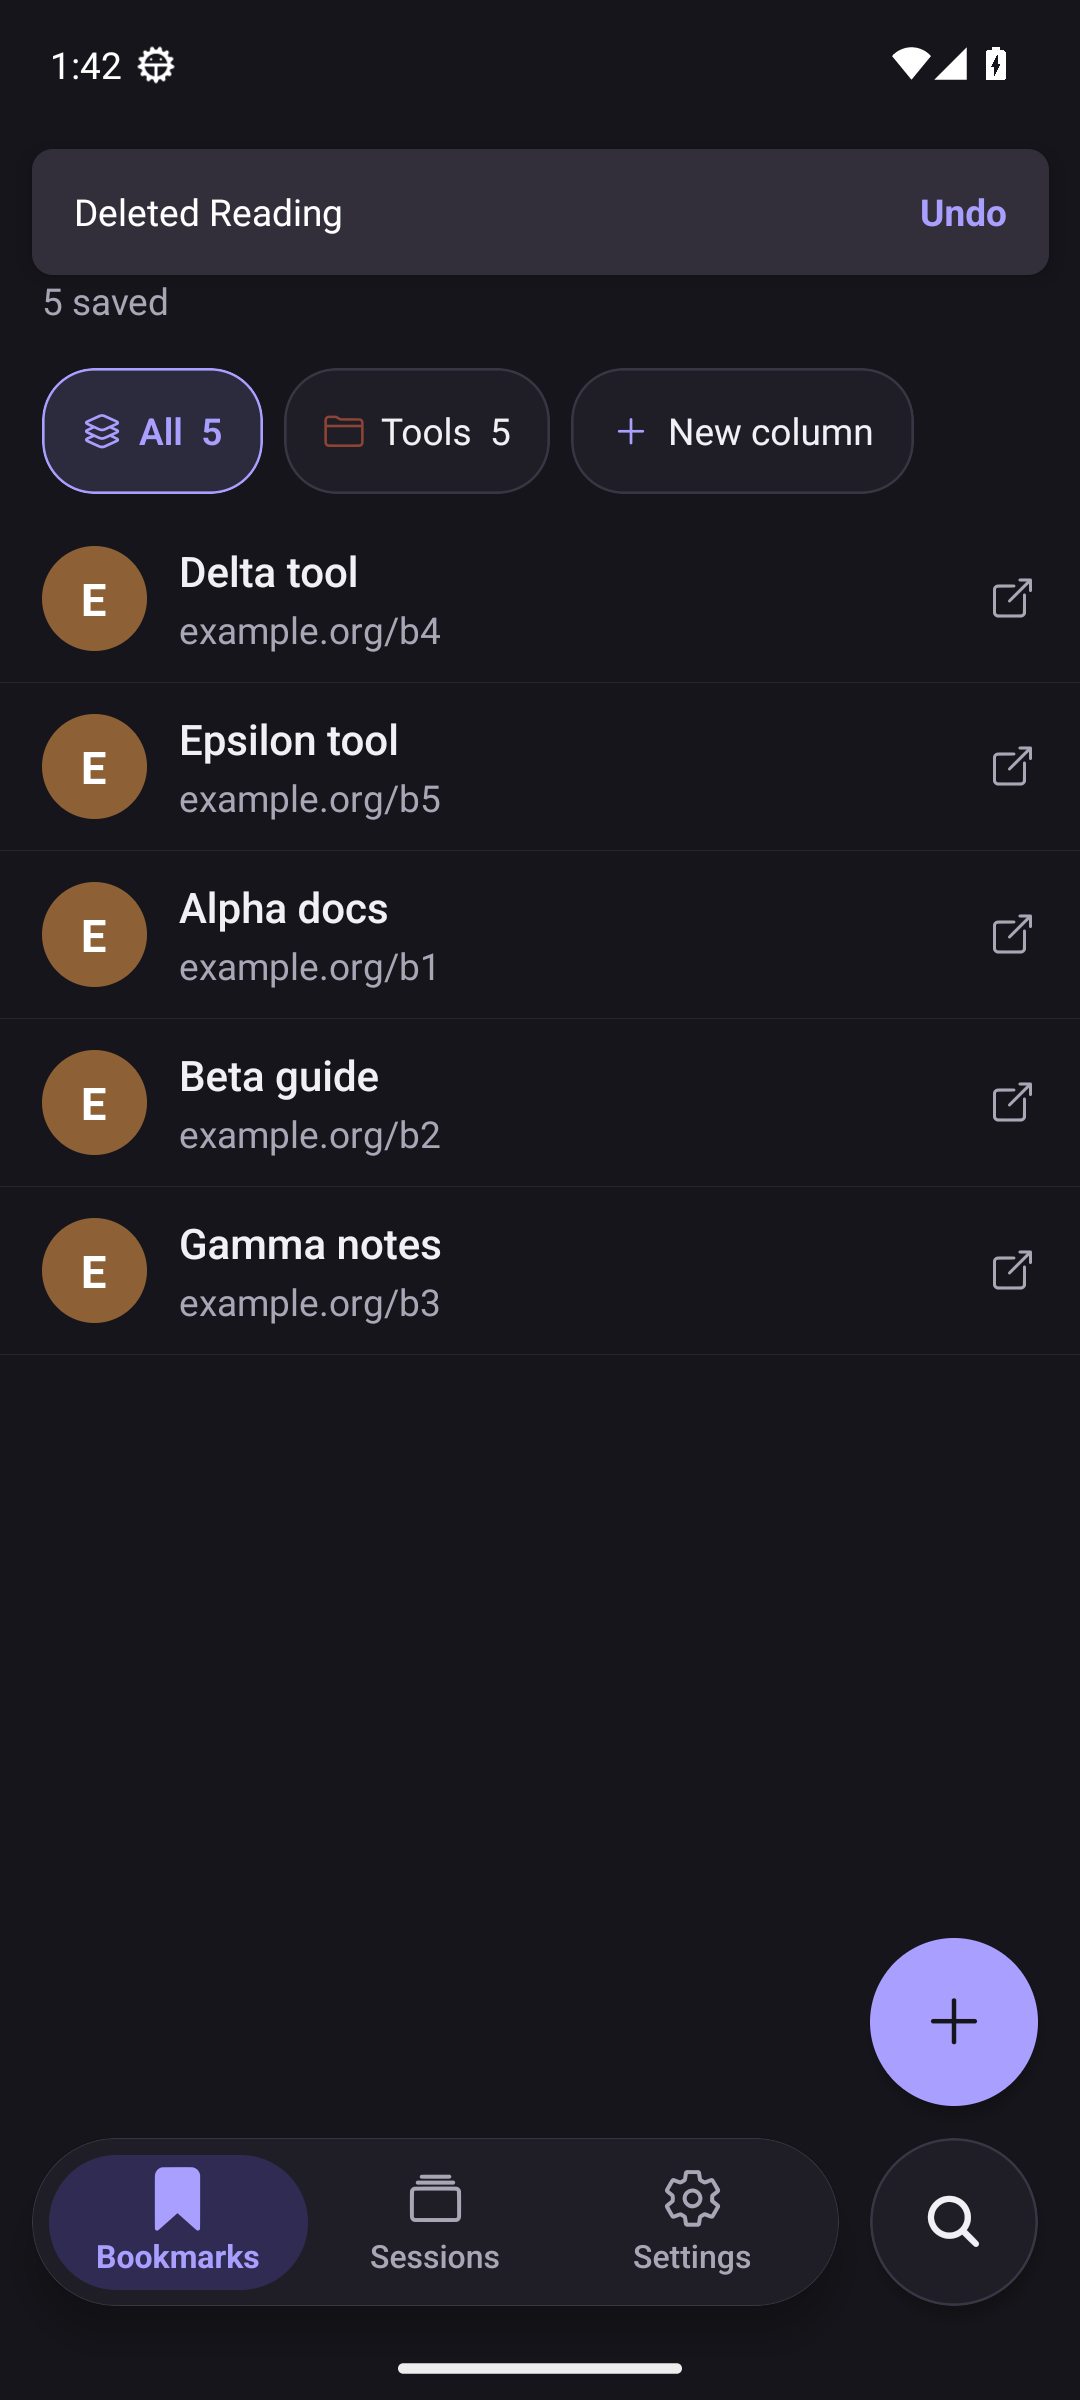 1:42
Deleted Reading Undo
5 saved
All 5 Tools 5 New column
E Delta tool
example.org/b4
E Epsilon tool
example.org/b5
E Alpha docs
example.org/b1
E Beta guide
example.org/b2
E Gamma notes
example.org/b3
Bookmarks Sessions Settings